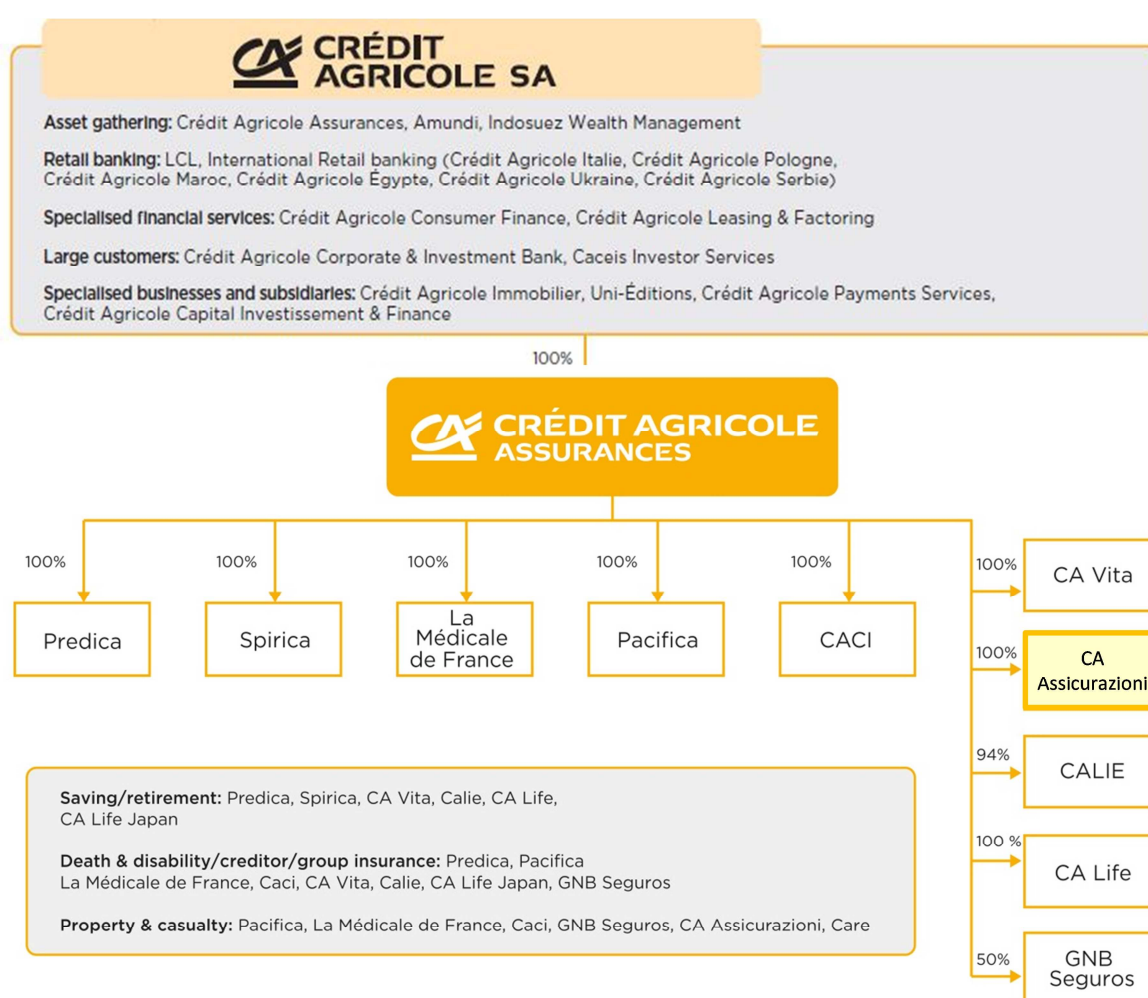 CRÉDIT
AGRICOLE SA
Asset gathering: Crédit Agricole Assurances, Amundi, Indosuez Wealth Management
Retail banking: LCL, International Retail banking (Crédit Agricole Italie, Crédit Agricole Pologne,
Crédit Agricole Maroc, Crédit Agricole Égypte, Crédit Agricole Ukraine, Crédit Agricole Serbie)
Specialised financial services: Crédit Agricole Consumer Finance, Crédit Agricole Leasing & Factoring
Large customers: Crédit Agricole Corporate & Investment Bank, Caceis Investor Services
Specialised businesses and subsidiaries: Crédit Agricole Immobilier, Uni-Éditions, Crédit Agricole Payments Services,
Crédit Agricole Capital Investissement & Finance
100%
CRÉDIT AGRICOLE
ASSURANCES
100%
Predica
100%
Spirica
100%
La
Médicale
de France
100%
Pacifica
100%
CACI
100%
CA Vita
100%
CA
Assicurazioni
94%
CALIE
100 %
CA Life
50%
GNB
Seguros
Saving/retirement: Predica, Spirica, CA Vita, Calie, CA Life,
CA Life Japan
Death & disability/creditor/group insurance: Predica, Pacifica
La Médicale de France, Caci, CA Vita, Calie, CA Life Japan, GNB Seguros
Property & casualty: Pacifica, La Médicale de France, Caci, GNB Seguros, CA Assicurazioni, Care